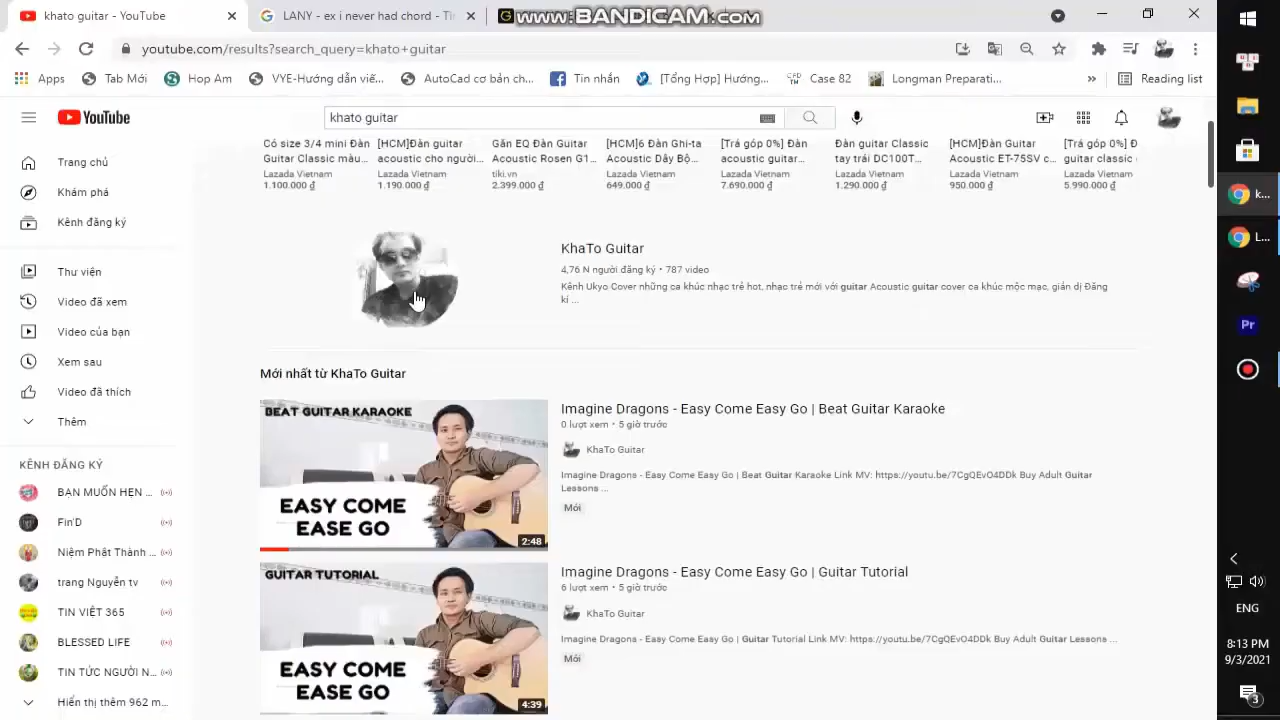 khato guitar - YouTube
LANY - ex i never had chord - Ti
www.BANDICAM.com
youtube.com/results?search_query=khato+guitar
Apps
Tab Mới
Hop Am
VYE-Hướng dẫn viế...
AutoCad cơ bản ch...
Tin nhắn
[Tổng Hợp] Hướng...
Case 82
Longman Preparati...
»
Reading list
YouTube
khato guitar
Có size 3/4 mini Đàn
Guitar Classic màu...
Lazada Vietnam
1.100.000 ₫
[HCM]Đàn guitar
acoustic cho người...
Lazada Vietnam
1.190.000 ₫
Gắn EQ Đàn Guitar
Acoustic Rosen G1...
tiki.vn
2.399.000 ₫
[HCM]6 Đàn Ghi-ta
Acoustic Dây Bộ...
Lazada Vietnam
649.000 ₫
[Trả góp 0%] Đàn
acoustic guitar...
Lazada Vietnam
7.690.000 ₫
Đàn guitar Classic
tay trái DC100T...
Lazada Vietnam
1.290.000 ₫
[HCM]Đàn Guitar
Acoustic ET-75SV c...
Lazada Vietnam
950.000 ₫
[Trả góp 0%] Đàn
guitar classic
Lazada Vietnam
5.990.000 ₫
Trang chủ
Khám phá
Kênh đăng ký
Thư viện
Video đã xem
Video của bạn
Xem sau
Video đã thích
Thêm
KÊNH ĐĂNG KÝ
BẠN MUỐN HẸN ...
Fin'D
Niệm Phật Thành ...
trang Nguyễn tv
TIN VIỆT 365
BLESSED LIFE
TIN TỨC NGƯỜI N...
Hiển thị thêm 962 m...
KhaTo Guitar
4,76 N người đăng ký • 787 video
Kênh Ukyo Cover những ca khúc nhạc trẻ hot, nhạc trẻ mới với guitar Acoustic guitar cover ca khúc mộc mạc, giản dị Đăng
kí ...
Mới nhất từ KhaTo Guitar
BEAT GUITAR KARAOKE
EASY COME
EASE GO
2:48
Imagine Dragons - Easy Come Easy Go | Beat Guitar Karaoke
0 lượt xem • 5 giờ trước
KhaTo Guitar
Imagine Dragons - Easy Come Easy Go | Beat Guitar Karaoke Link MV: https://youtu.be/7CgQEvO4DDk Buy Adult Guitar
Lessons ...
Mới
GUITAR TUTORIAL
EASY COME
EASE GO
4:39
Imagine Dragons - Easy Come Easy Go | Guitar Tutorial
6 lượt xem • 5 giờ trước
KhaTo Guitar
Imagine Dragons - Easy Come Easy Go | Guitar Tutorial Link MV: https://youtu.be/7CgQEvO4DDk Buy Adult Guitar Lessons ...
Mới
k...
L...
Pr
ENG
8:13 PM
9/3/2021
3